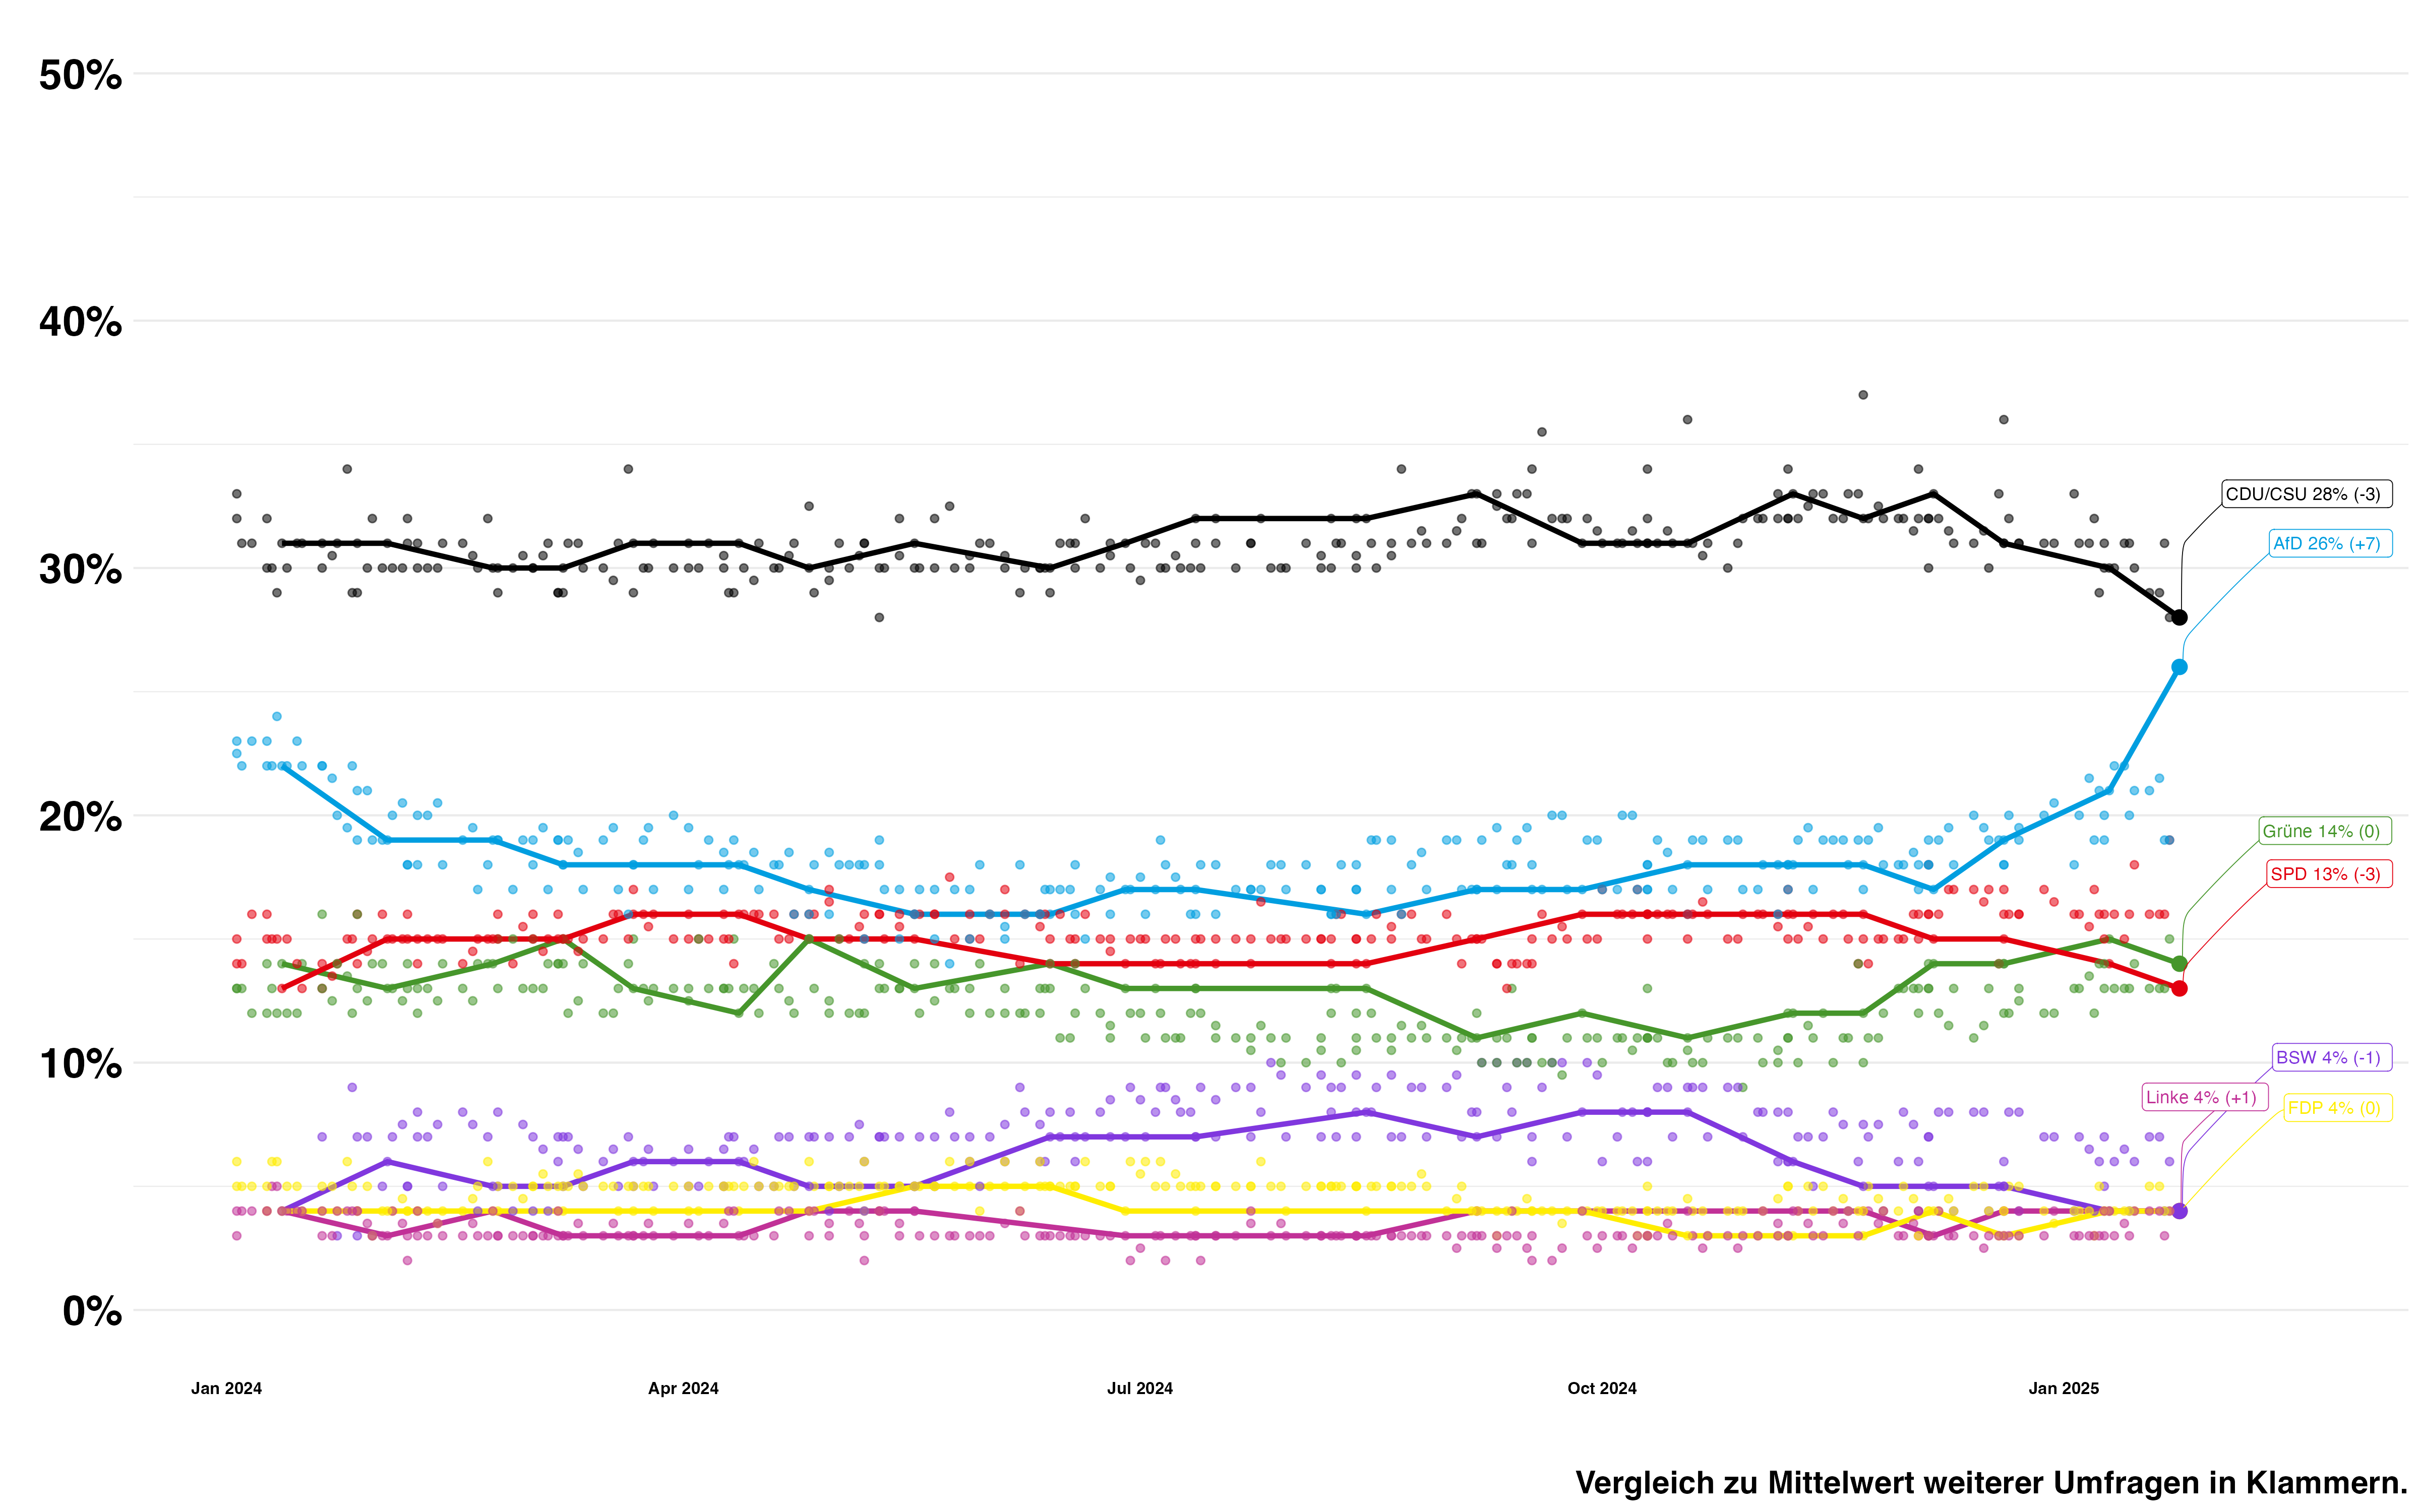 50%
40%
30%
20%
10%
0%
CDU/CSU 28% (-3)
AfD 26% (+7)
Grüne 14% (0)
SPD 13% (-3)
BSW 4% (-1)
Linke 4% (+1)
FDP 4% (0)
Jan 2024
Apr 2024
Jul 2024
Oct 2024
Jan 2025
Vergleich zu Mittelwert weiterer Umfragen in Klammern.